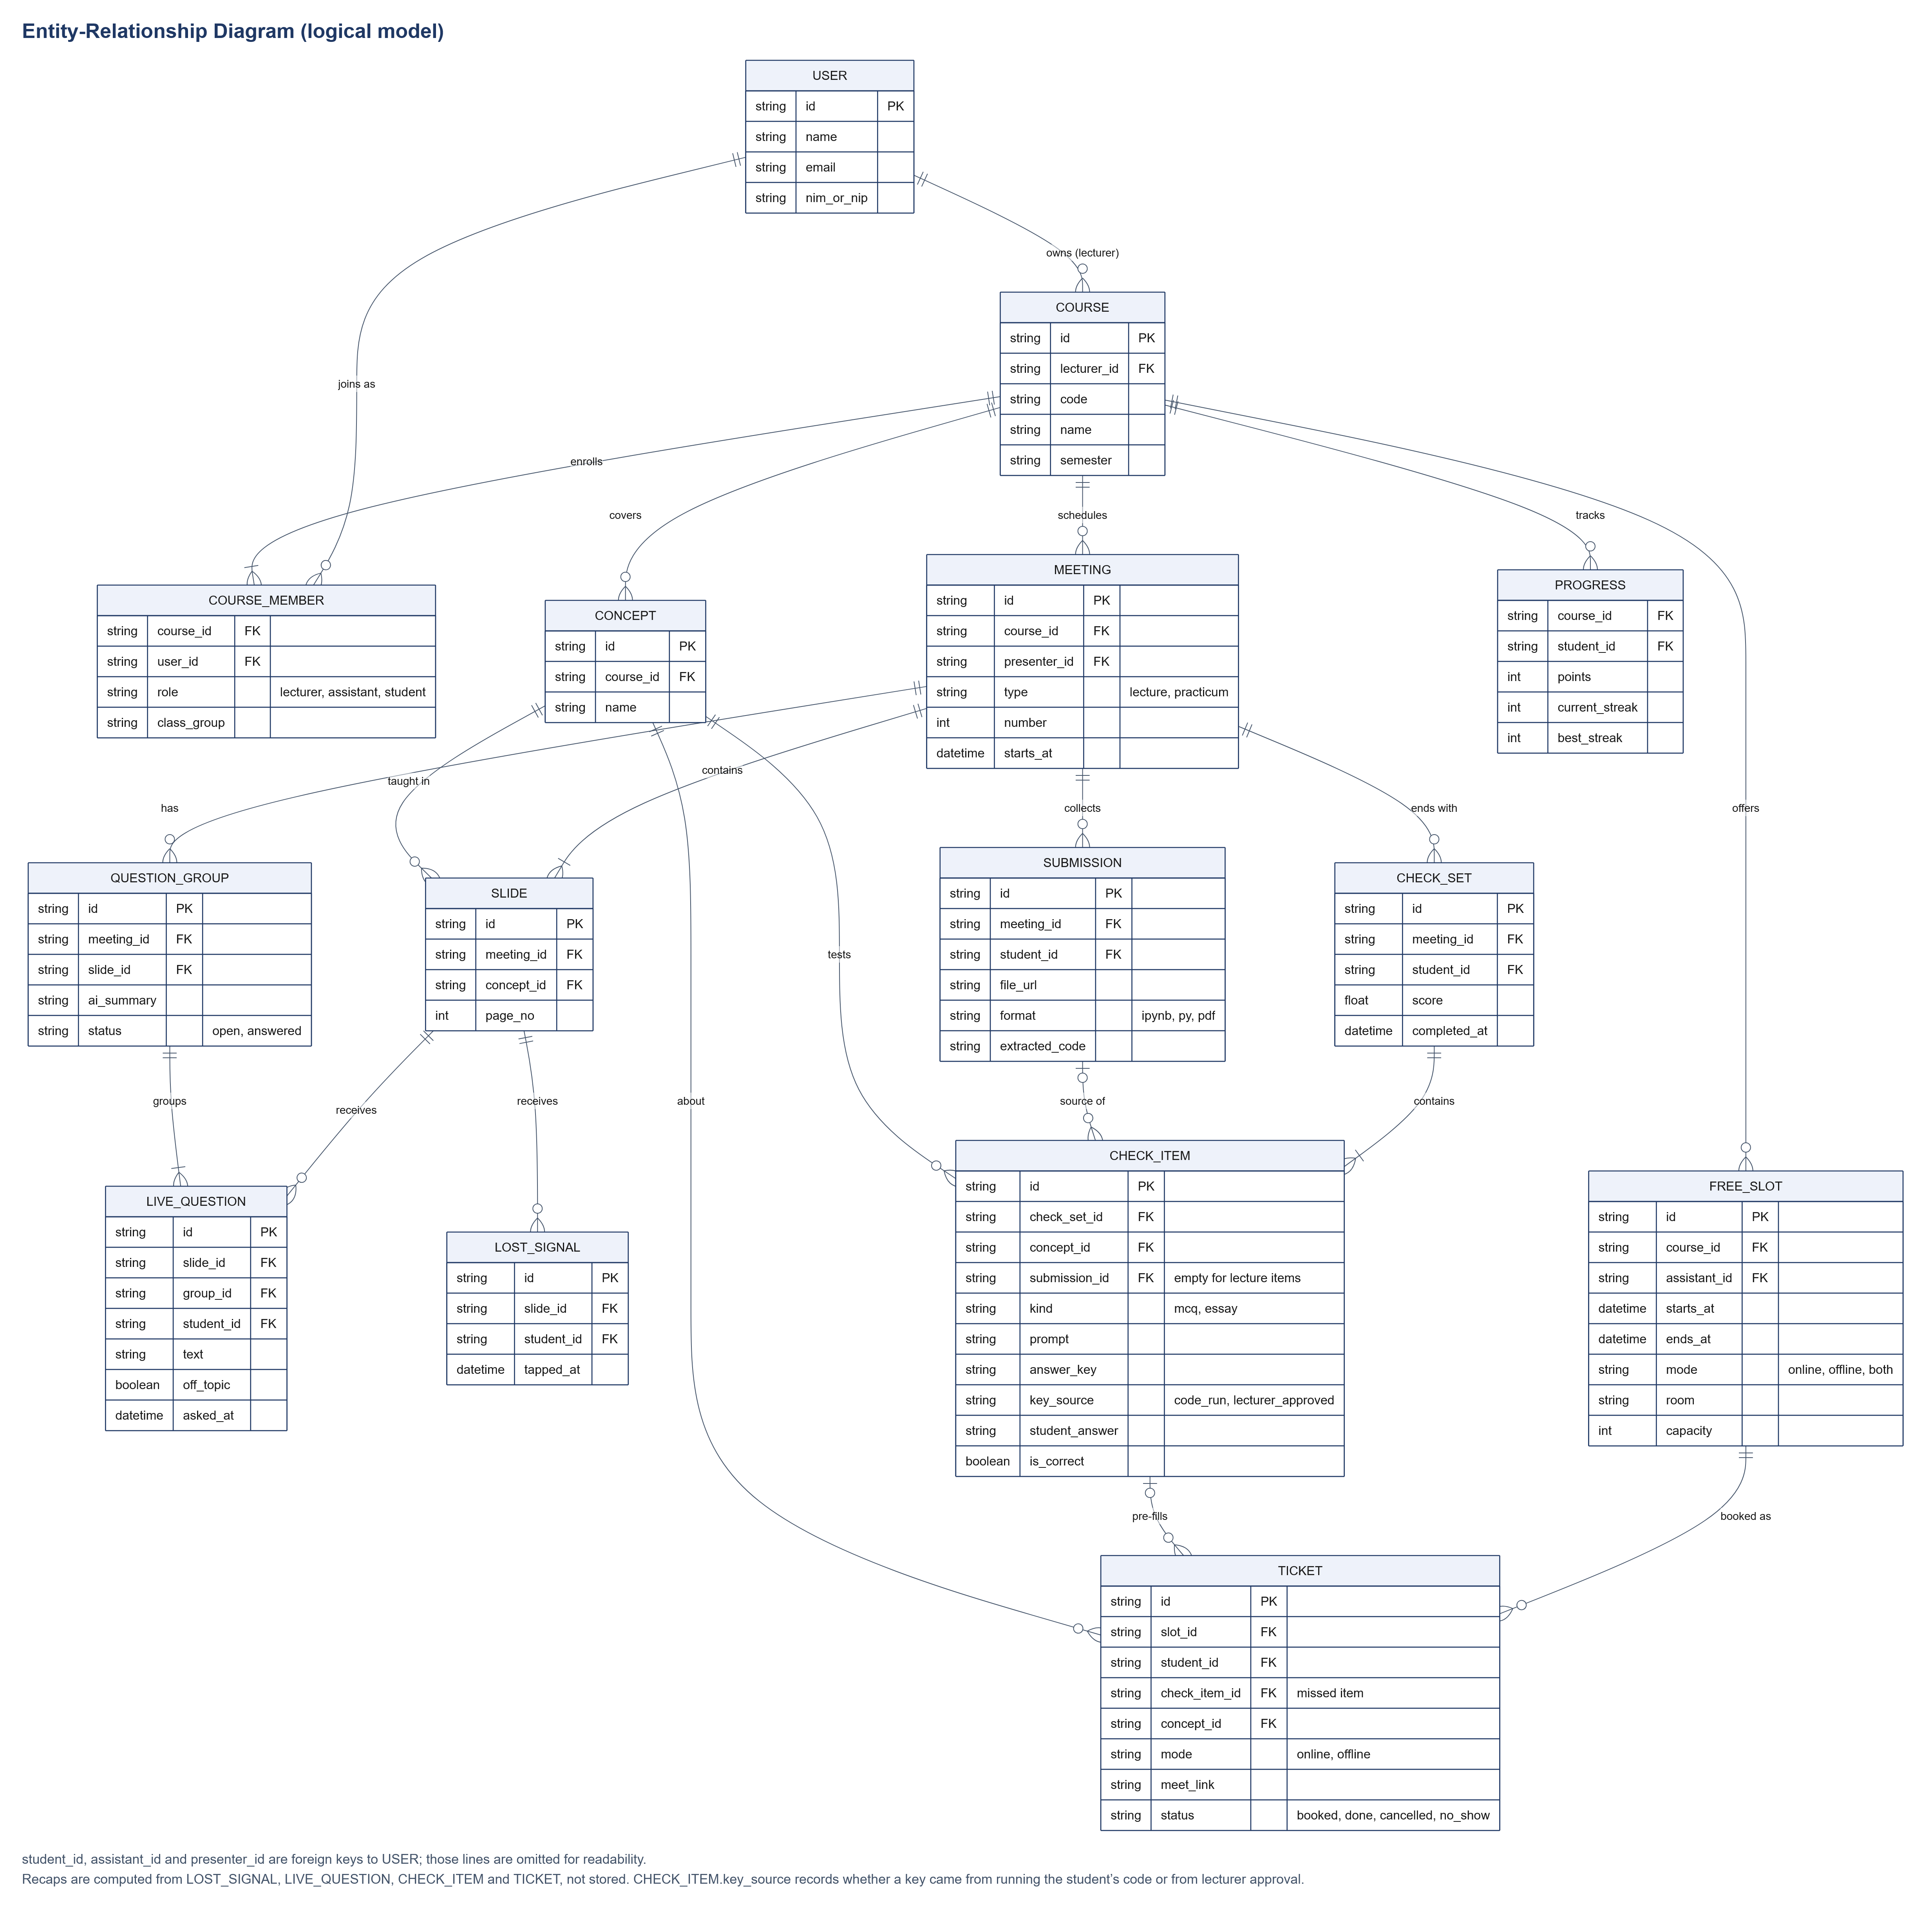 Entity-Relationship Diagram (logical model)
USER
string id PK
string name
string email
string nim_or_nip
owns (lecturer)
COURSE
string id PK
string lecturer_id FK
string code
string name
string semester
joins as
enrolls
covers
schedules
tracks
COURSE_MEMBER
string course_id FK
string user_id FK
string role lecturer, assistant, student
string class_group
CONCEPT
string id PK
string course_id FK
string name
MEETING
string id PK
string course_id FK
string presenter_id FK
string type lecture, practicum
int number
datetime starts_at
PROGRESS
string course_id FK
string student_id FK
int points
int current_streak
int best_streak
has
taught in
contains
collects
ends with
offers
QUESTION_GROUP
string id PK
string meeting_id FK
string slide_id FK
string ai_summary
string status open, answered
SLIDE
string id PK
string meeting_id FK
string concept_id FK
int page_no
tests
SUBMISSION
string id PK
string meeting_id FK
string student_id FK
string file_url
string format ipynb, py, pdf
string extracted_code
CHECK_SET
string id PK
string meeting_id FK
string student_id FK
float score
datetime completed_at
groups
receives
receives
about
source of
contains
LIVE_QUESTION
string id PK
string slide_id FK
string group_id FK
string student_id FK
string text
boolean off_topic
datetime asked_at
LOST_SIGNAL
string id PK
string slide_id FK
string student_id FK
datetime tapped_at
CHECK_ITEM
string id PK
string check_set_id FK
string concept_id FK
string submission_id FK empty for lecture items
string kind mcq, essay
string prompt
string answer_key
string key_source code_run, lecturer_approved
string student_answer
boolean is_correct
FREE_SLOT
string id PK
string course_id FK
string assistant_id FK
datetime starts_at
datetime ends_at
string mode online, offline, both
string room
int capacity
pre-fills
booked as
TICKET
string id PK
string slot_id FK
string student_id FK
string check_item_id FK missed item
string concept_id FK
string mode online, offline
string meet_link
string status booked, done, cancelled, no_show
student_id, assistant_id and presenter_id are foreign keys to USER; those lines are omitted for readability.
Recaps are computed from LOST_SIGNAL, LIVE_QUESTION, CHECK_ITEM and TICKET, not stored. CHECK_ITEM.key_source records whether a key came from running the student's code or from lecturer approval.